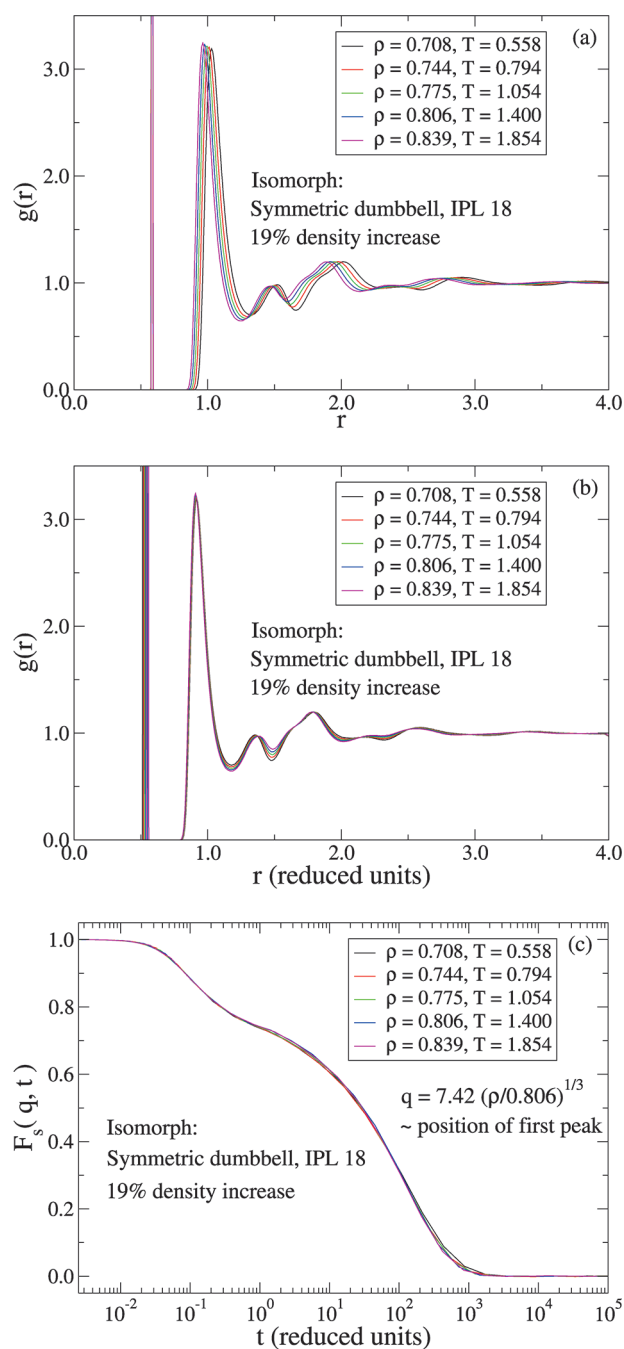 (a)
ρ = 0.708, T = 0.558
ρ = 0.744, T = 0.794
ρ = 0.775, T = 1.054
ρ = 0.806, T = 1.400
ρ = 0.839, T = 1.854
Isomorph:
Symmetric dumbbell, IPL 18
19% density increase
g(r)
3.0
2.0
1.0
0.0
0.0 1.0 2.0 3.0 4.0
r
(b)
ρ = 0.708, T = 0.558
ρ = 0.744, T = 0.794
ρ = 0.775, T = 1.054
ρ = 0.806, T = 1.400
ρ = 0.839, T = 1.854
Isomorph:
Symmetric dumbbell, IPL 18
19% density increase
g(r)
3.0
2.0
1.0
0.0
0.0 1.0 2.0 3.0 4.0
r (reduced units)
(c)
ρ = 0.708, T = 0.558
ρ = 0.744, T = 0.794
ρ = 0.775, T = 1.054
ρ = 0.806, T = 1.400
ρ = 0.839, T = 1.854
q = 7.42 (ρ/0.806)^1/3
~ position of first peak
Isomorph:
Symmetric dumbbell, IPL 18
19% density increase
F_s( q, t )
1.0
0.8
0.6
0.4
0.2
0.0
10^-2 10^-1 10^0 10^1 10^2 10^3 10^4 10^5
t (reduced units)